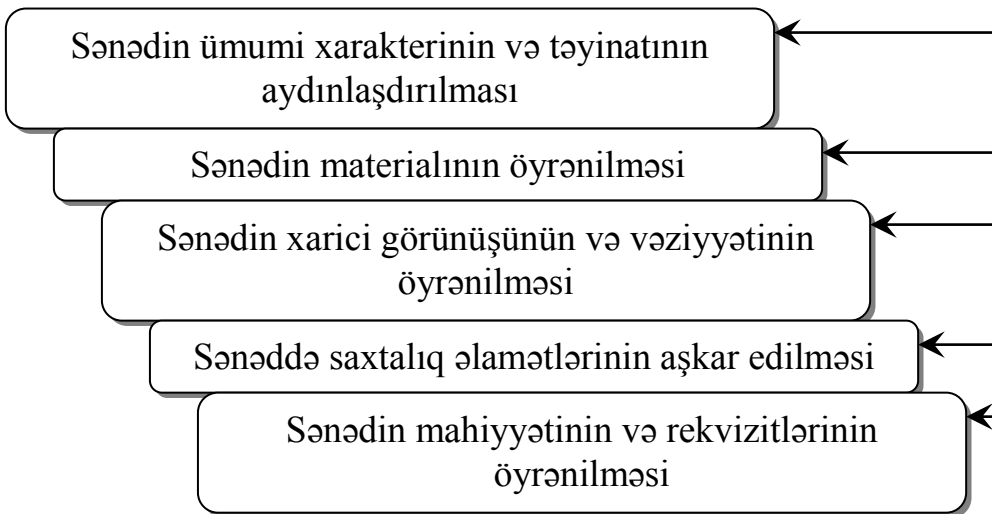 Sənədin ümumi xarakterinin və təyinatının
aydınlaşdırılması
Sənədin materialının öyrənilməsi
Sənədin xarici görünüşünün və vəziyyətinin
öyrənilməsi
Sənəddə saxtalıq əlamətlərinin aşkar edilməsi
Sənədin mahiyyətinin və rekvizitlərinin
öyrənilməsi